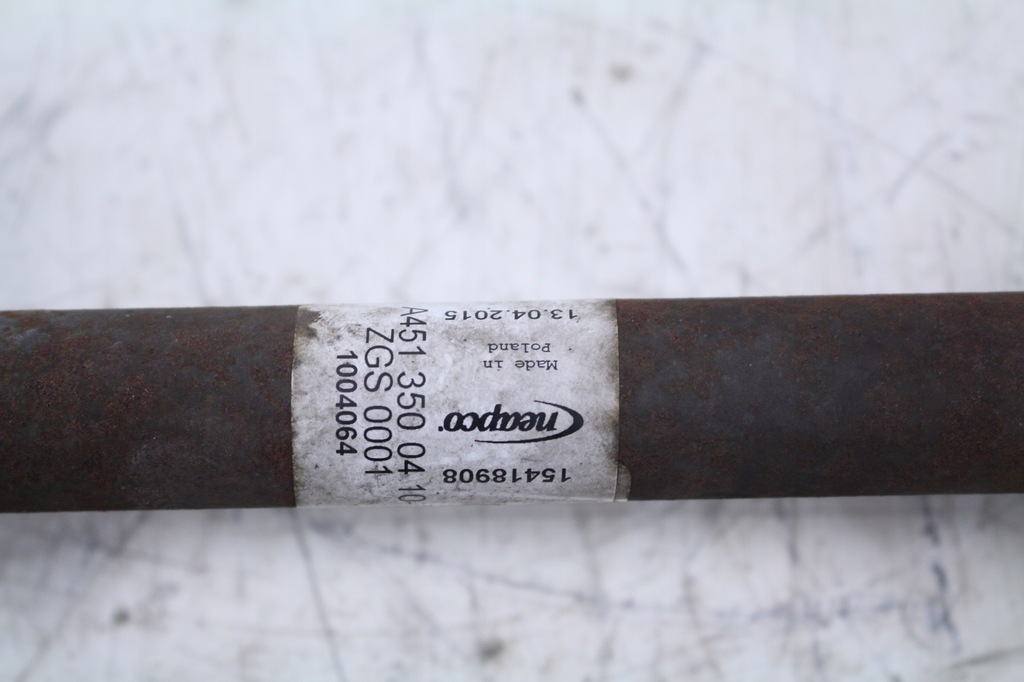 15418908
neapco
Made in
Poland
13.04.2015
A451 350 04 10
ZGS 0001
1004064